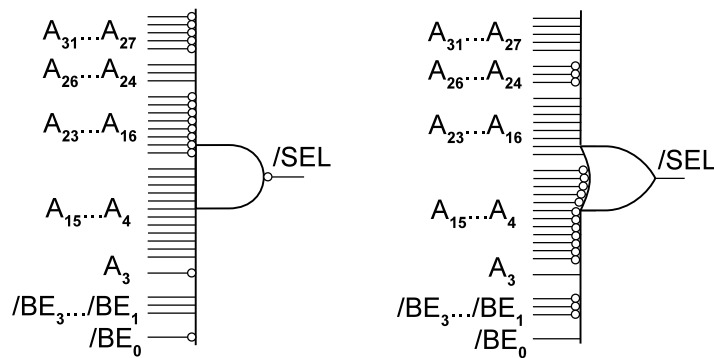 A₃₁...A₂₇
A₂₆...A₂₄
A₂₃...A₁₆
/SEL
A₁₅...A₄
A₃
/BE₃.../BE₁
/BE₀
A₃₁...A₂₇
A₂₆...A₂₄
A₂₃...A₁₆
/SEL
A₁₅...A₄
A₃
/BE₃.../BE₁
/BE₀